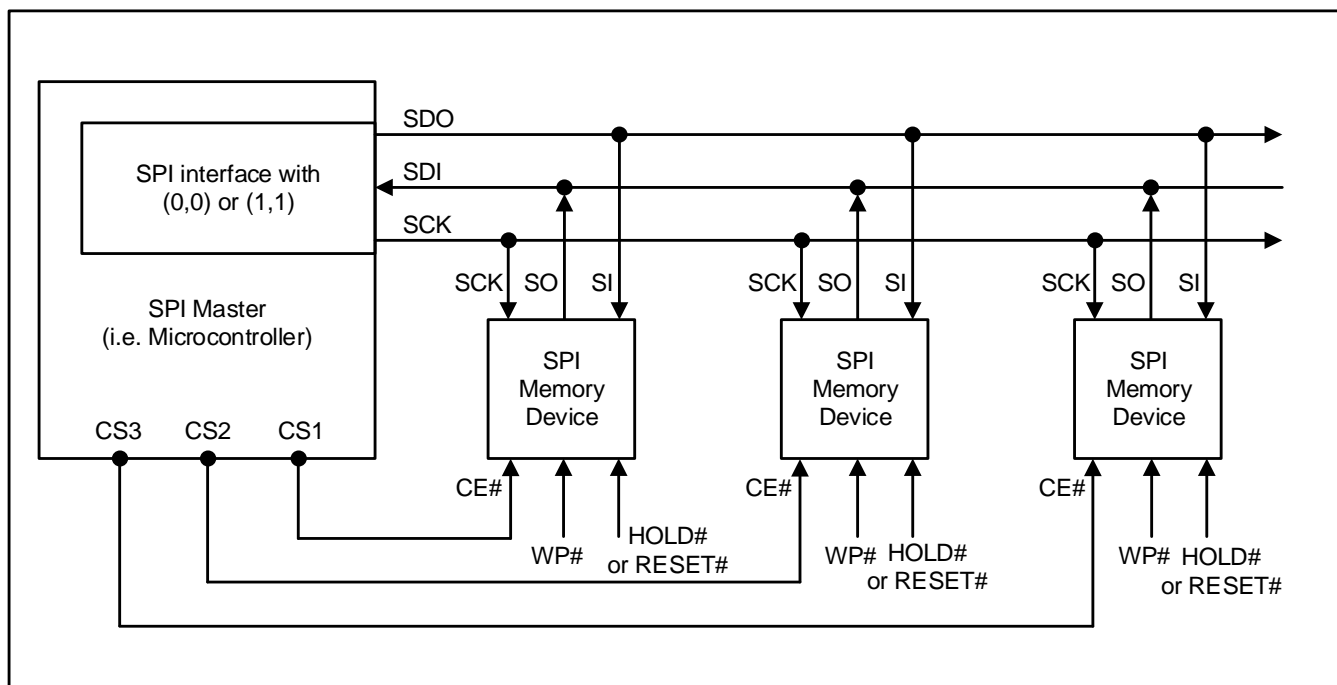 SDO
SDI
SCK
SPI interface with
(0,0) or (1,1)
SPI Master
(i.e. Microcontroller)
CS3 CS2 CS1
SCK SO SI
SPI
Memory
Device
CE#
WP#
HOLD#
or RESET#
SCK SO SI
SPI
Memory
Device
CE#
WP#
HOLD#
or RESET#
SCK SO SI
SPI
Memory
Device
CE#
WP#
HOLD#
or RESET#